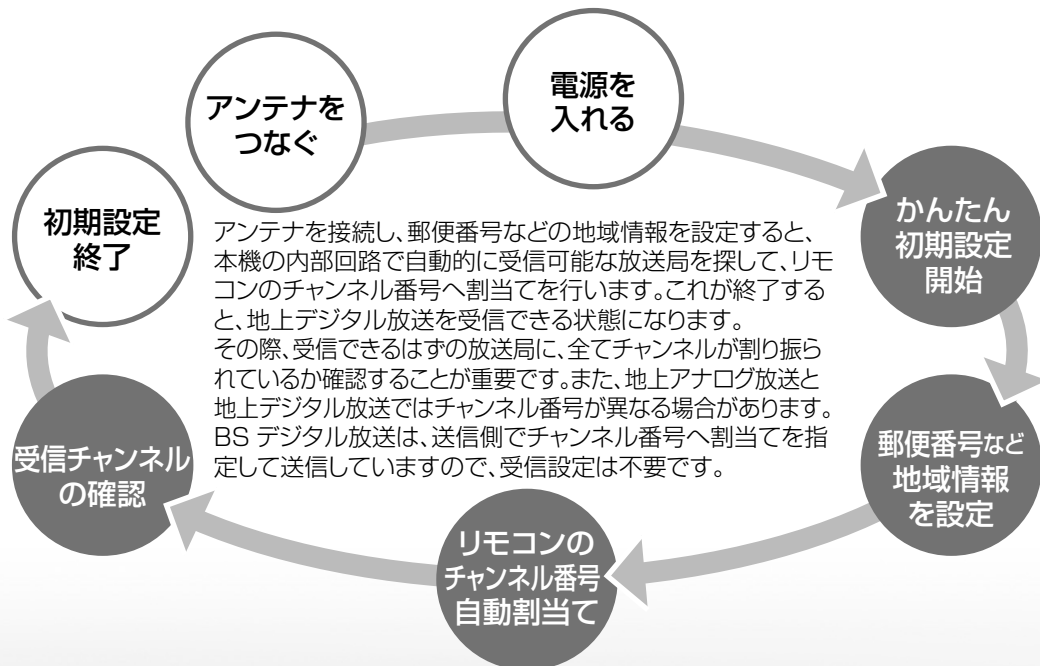 アンテナを
つなぐ
電源を
入れる
かんたん
初期設定
開始
郵便番号など
地域情報
を設定
リモコンの
チャンネル番号
自動割当て
受信チャンネル
の確認
初期設定
終了
アンテナを接続し、郵便番号などの地域情報を設定すると、
本機の内部回路で自動的に受信可能な放送局を探して、リモ
コンのチャンネル番号へ割当てを行います。これが終了する
と、地上デジタル放送を受信できる状態になります。
その際、受信できるはずの放送局に、全てチャンネルが割り振ら
れているか確認することが重要です。また、地上アナログ放送と
地上デジタル放送ではチャンネル番号が異なる場合があります。
BS デジタル放送は、送信側でチャンネル番号へ割当てを指
定して送信していますので、受信設定は不要です。